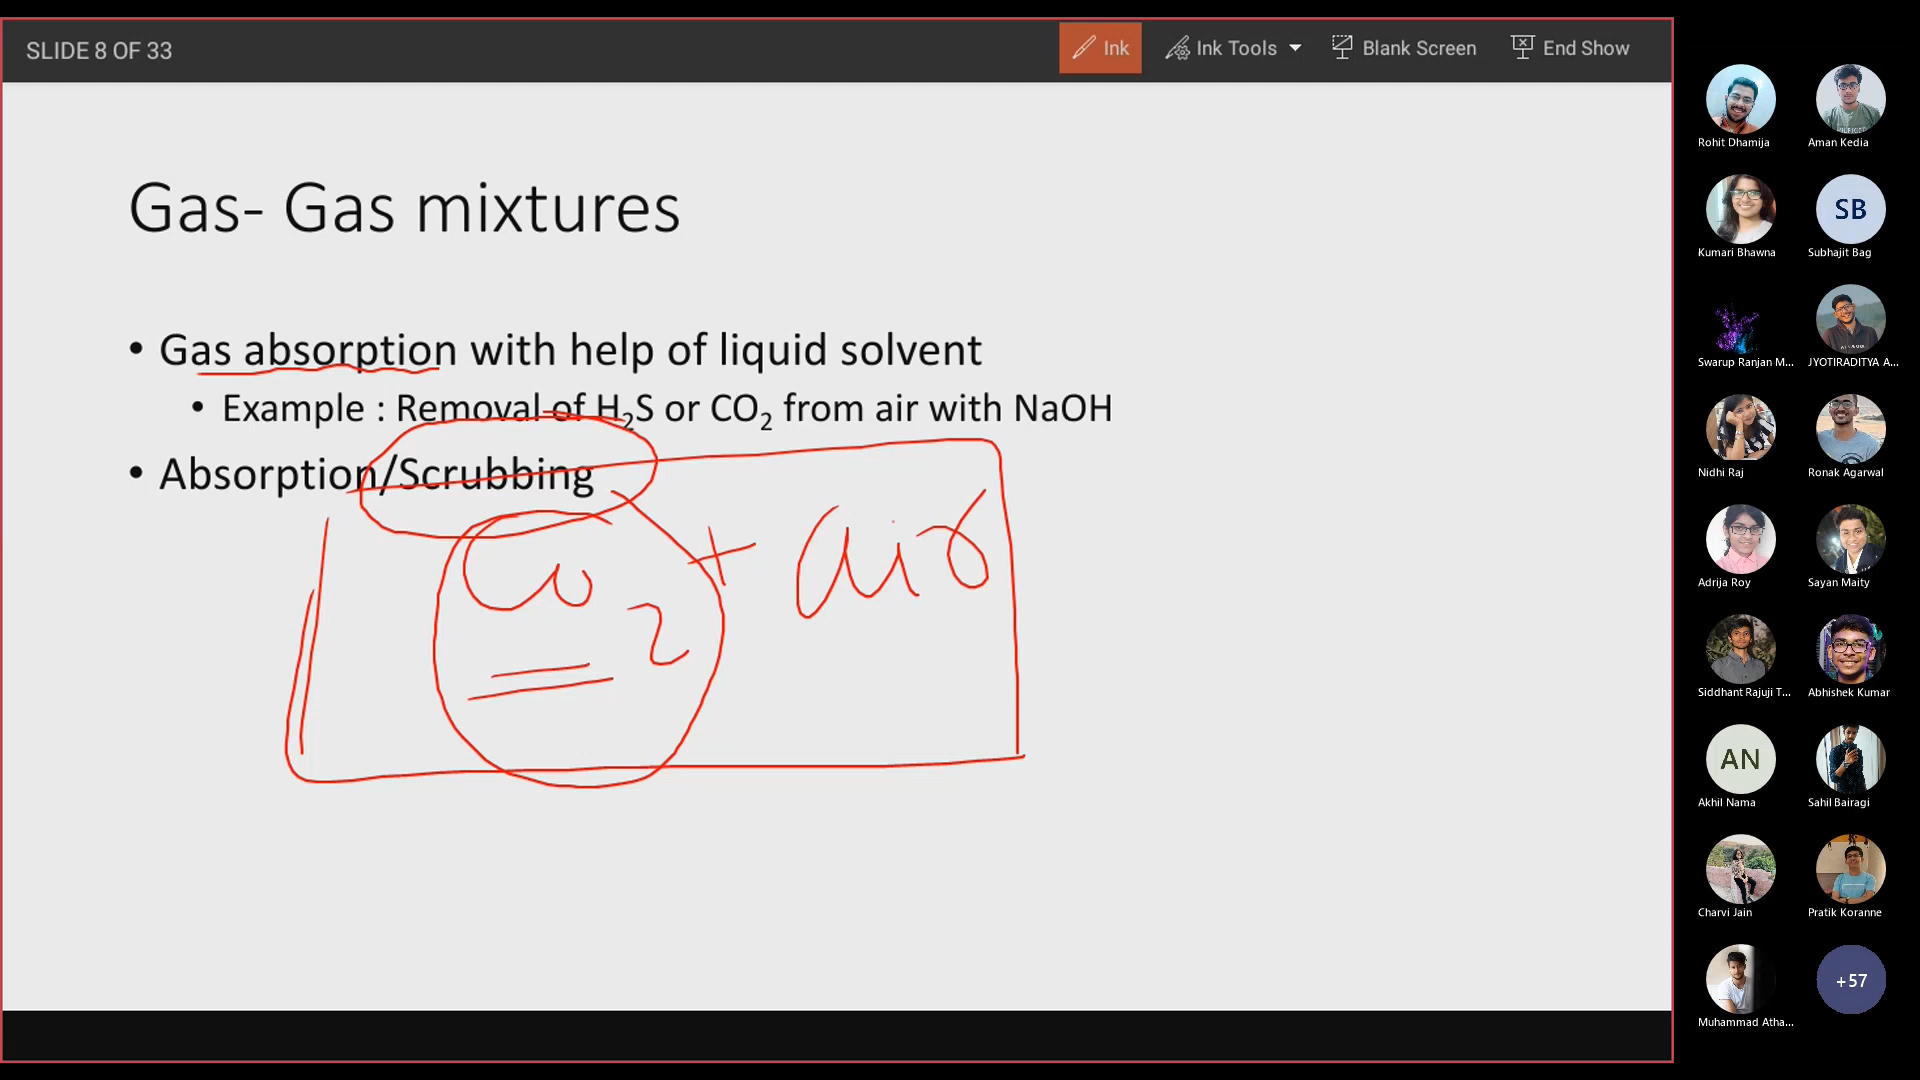 SLIDE 8 OF 33
Ink
Ink Tools
Blank Screen
End Show
Gas- Gas mixtures
• Gas absorption with help of liquid solvent
• Example : Removal of H₂S or CO₂ from air with NaOH
• Absorption/Scrubbing
CO₂ + air
Rohit Dhamija
Aman Kedia
Kumari Bhawna
SB
Subhajit Bag
Swarup Ranjan M...
JYOTIRADITYA A...
Nidhi Raj
Ronak Agarwal
Adrija Roy
Sayan Maity
Siddhant Rajuji T...
Abhishek Kumar
AN
Akhil Nama
Sahil Bairagi
Charvi Jain
Pratik Koranne
Muhammad Atha...
+57